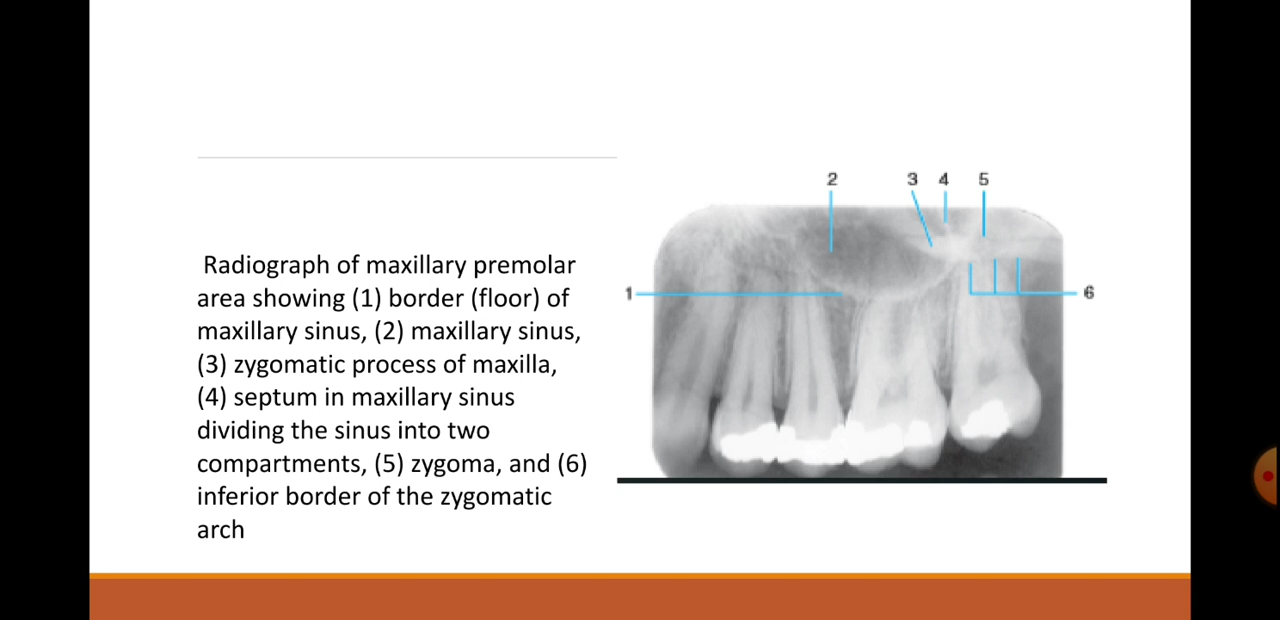 Radiograph of maxillary premolar
area showing (1) border (floor) of
maxillary sinus, (2) maxillary sinus,
(3) zygomatic process of maxilla,
(4) septum in maxillary sinus
dividing the sinus into two
compartments, (5) zygoma, and (6)
inferior border of the zygomatic
arch
2 3 4 5
1
6